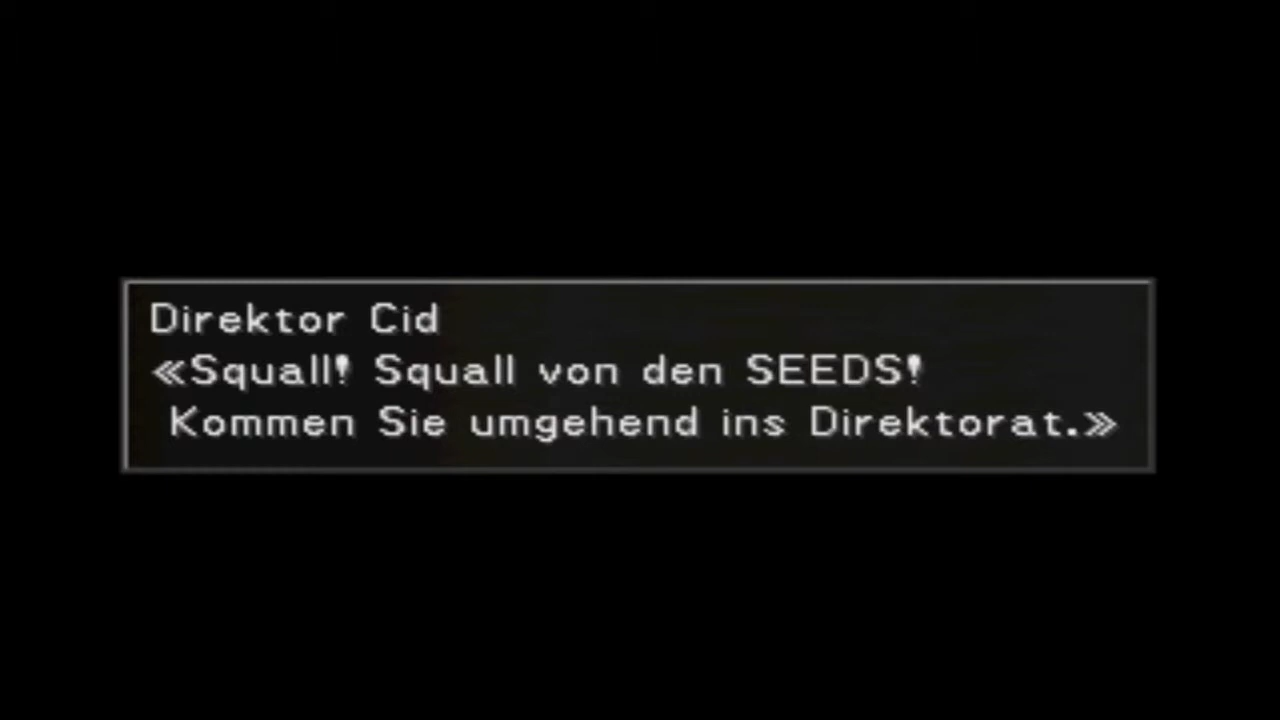 Direktor Cid
«Squall! Squall von den SEEDS!
Kommen Sie umgehend ins Direktorat.»